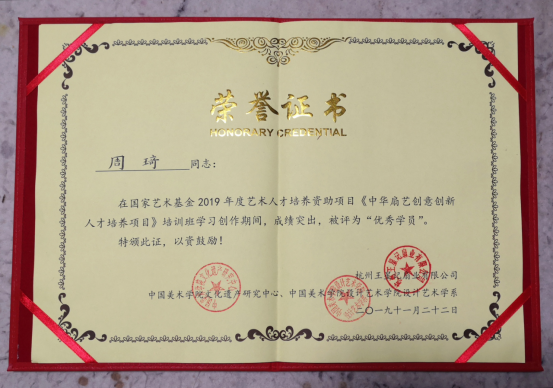 荣誉证书
HONORARY CREDENTIAL
周琦 同志：
在国家艺术基金 2019 年度艺术人才培养资助项目《中华扇艺创意创新
人才培养项目》培训班学习创作期间，成绩突出，被评为“优秀学员”。
特颁此证，以资鼓励！
杭州王星记扇业有限公司
中国美术学院文化遗产研究中心、中国美术学院设计艺术学院设计艺术学系
二〇一九十一月二十二日